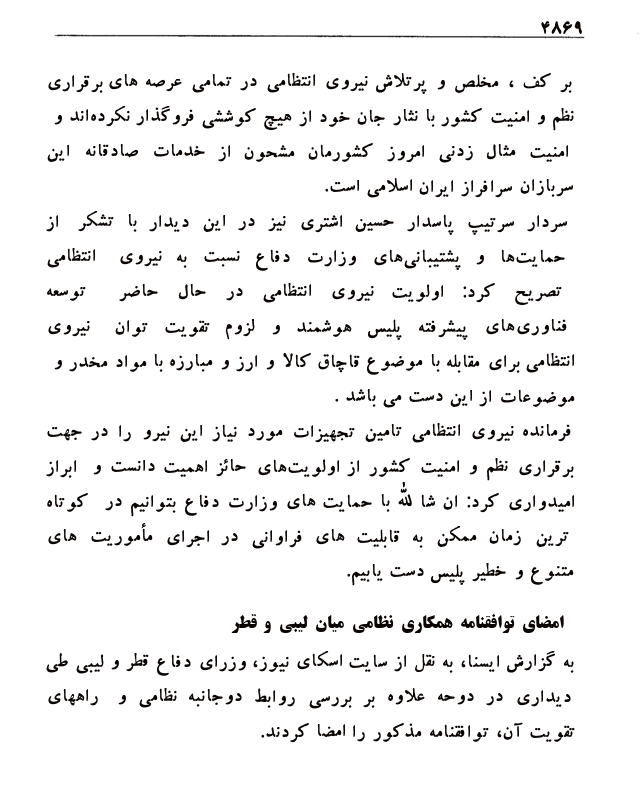 ۴۸۶۹
بر کف ، مخلص و پرتلاش نیروی انتظامی در تمامی عرصه های برقراری
نظم و امنیت کشور با نثار جان خود از هیچ کوششی فروگذار نکرده‌اند و
امنیت مثال زدنی امروز کشورمان مشحون از خدمات صادقانه این
سربازان سرافراز ایران اسلامی است.
سردار سرتیپ پاسدار حسین اشتری نیز در این دیدار با تشکر از
حمایت‌ها و پشتیبانی‌های وزارت دفاع نسبت به نیروی انتظامی
تصریح کرد: اولویت نیروی انتظامی در حال حاضر توسعه
فناوری‌های پیشرفته پلیس هوشمند و لزوم تقویت توان نیروی
انتظامی برای مقابله با موضوع قاچاق کالا و ارز و مبارزه با مواد مخدر و
موضوعات از این دست می باشد .
فرمانده نیروی انتظامی تامین تجهیزات مورد نیاز این نیرو را در جهت
برقراری نظم و امنیت کشور از اولویت‌های حائز اهمیت دانست و ابراز
امیدواری کرد: ان شا لله با حمایت های وزارت دفاع بتوانیم در کوتاه
ترین زمان ممکن به قابلیت های فراوانی در اجرای مأموریت های
متنوع و خطیر پلیس دست یابیم.
امضای توافقنامه همکاری نظامی میان لیبی و قطر
به گزارش ایسنا، به نقل از سایت اسکای نیوز، وزرای دفاع قطر و لیبی طی
دیداری در دوحه علاوه بر بررسی روابط دوجانبه نظامی و راههای
تقویت آن، توافقنامه مذکور را امضا کردند.